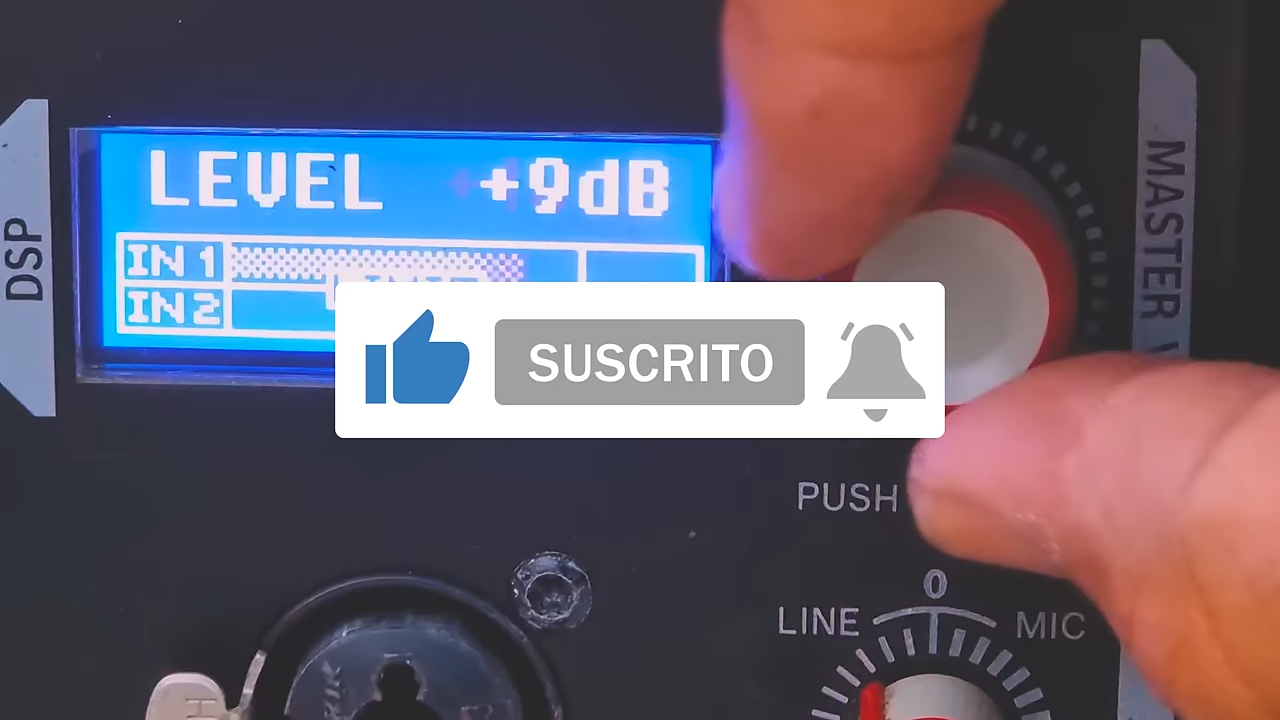 LEVEL +9dB
IN 1
IN 2
DSP
MASTER
SUSCRITO
PUSH
0
LINE
MIC